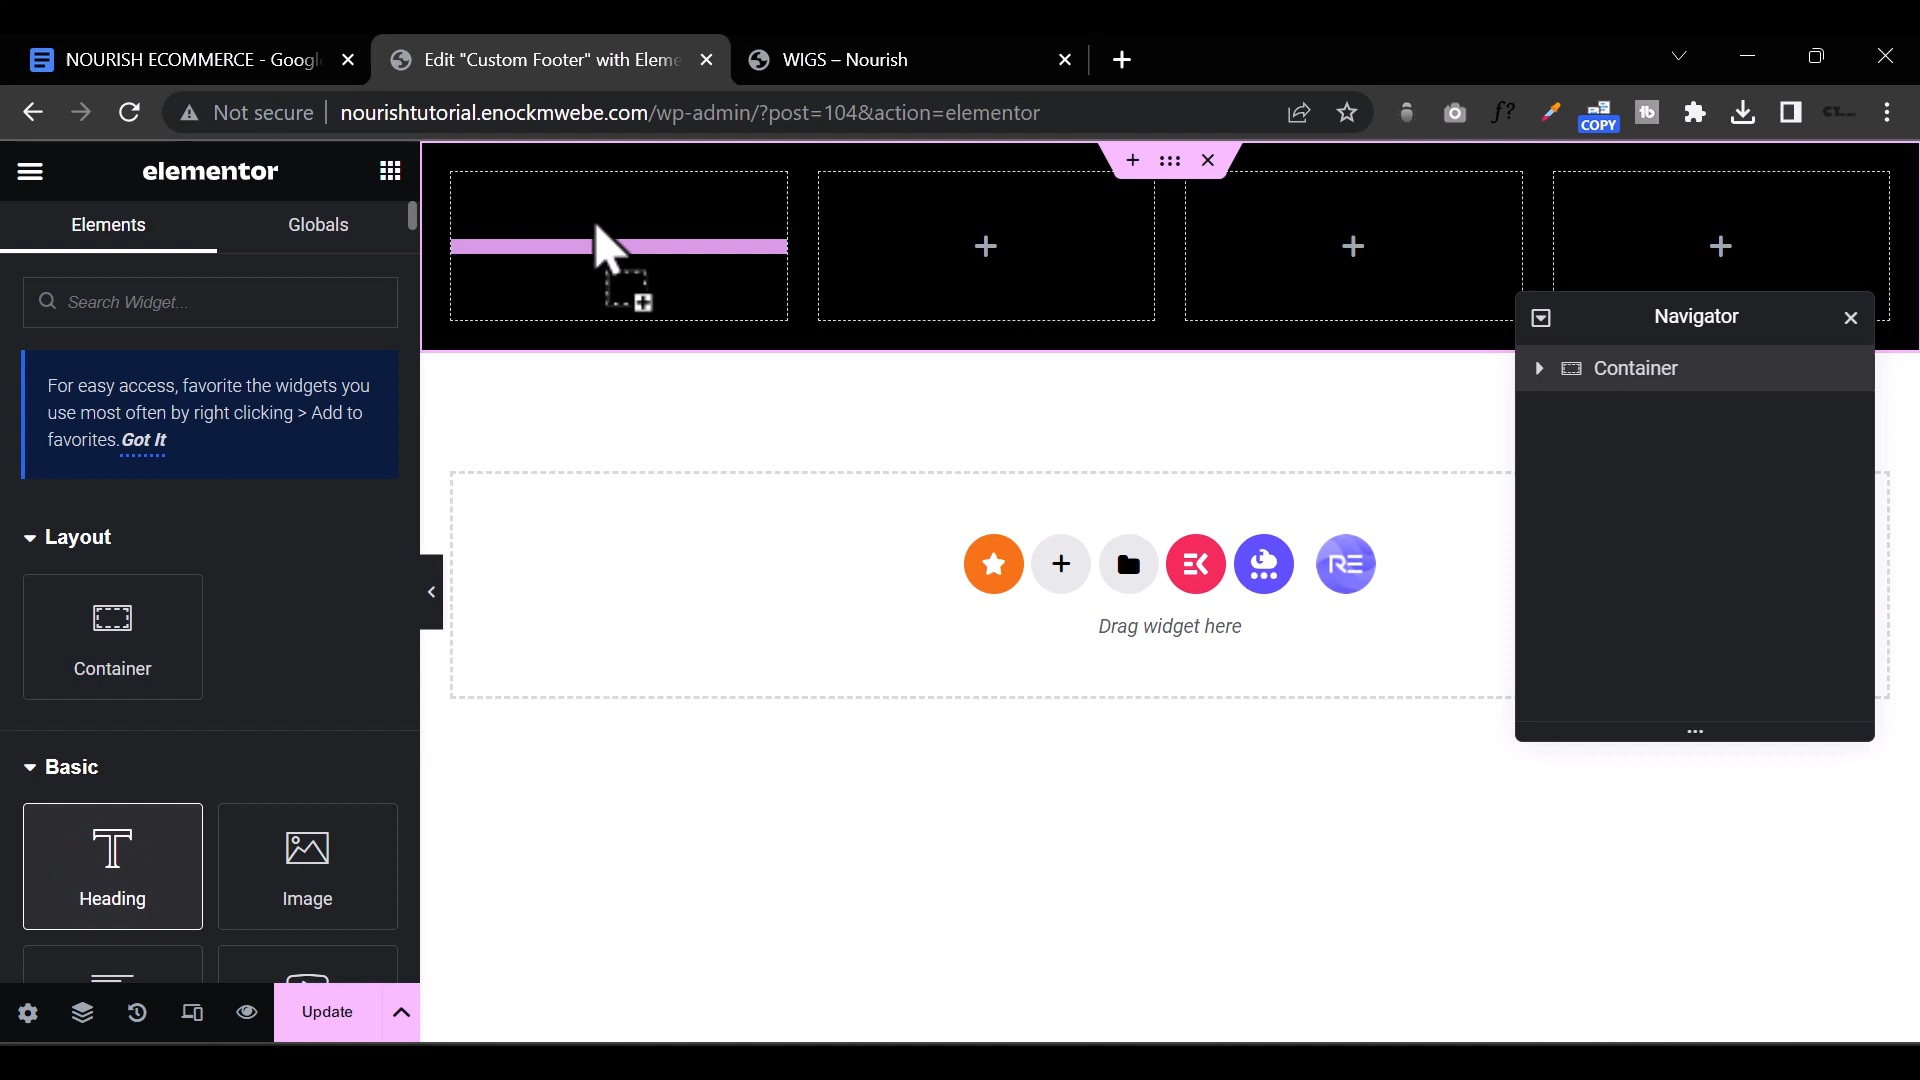 NOURISH ECOMMERCE - Googl
Edit "Custom Footer" with Eleme
WIGS – Nourish
Not secure
nourishtutorial.enockmwebe.com/wp-admin/?post=104&action=elementor
f?
COPY
tb
elementor
Elements
Globals
Search Widget...
For easy access, favorite the widgets you
use most often by right clicking > Add to
favorites. Got It
Layout
Container
Basic
Heading
Image
Update
Navigator
Container
RE
Drag widget here